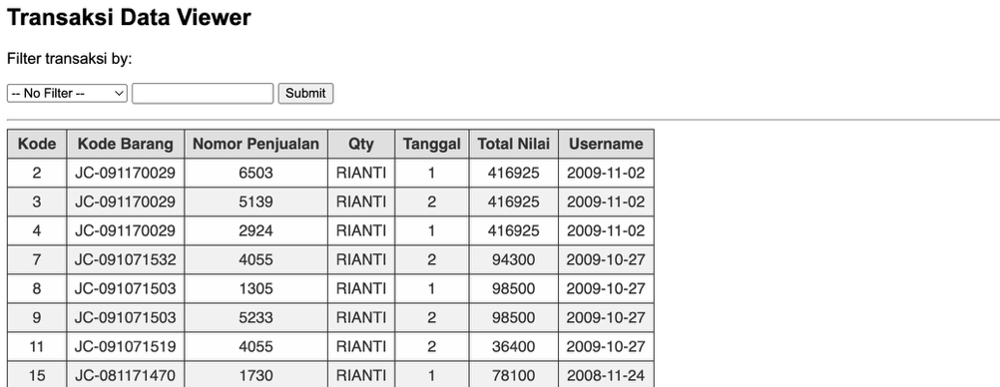 Transaksi Data Viewer
Filter transaksi by:
-- No Filter -- Submit
Kode Kode Barang Nomor Penjualan Qty Tanggal Total Nilai Username
2 JC-091170029 6503 RIANTI 1 416925 2009-11-02
3 JC-091170029 5139 RIANTI 2 416925 2009-11-02
4 JC-091170029 2924 RIANTI 1 416925 2009-11-02
7 JC-091071532 4055 RIANTI 2 94300 2009-10-27
8 JC-091071503 1305 RIANTI 1 98500 2009-10-27
9 JC-091071503 5233 RIANTI 2 98500 2009-10-27
11 JC-091071519 4055 RIANTI 2 36400 2009-10-27
15 JC-081171470 1730 RIANTI 1 78100 2008-11-24